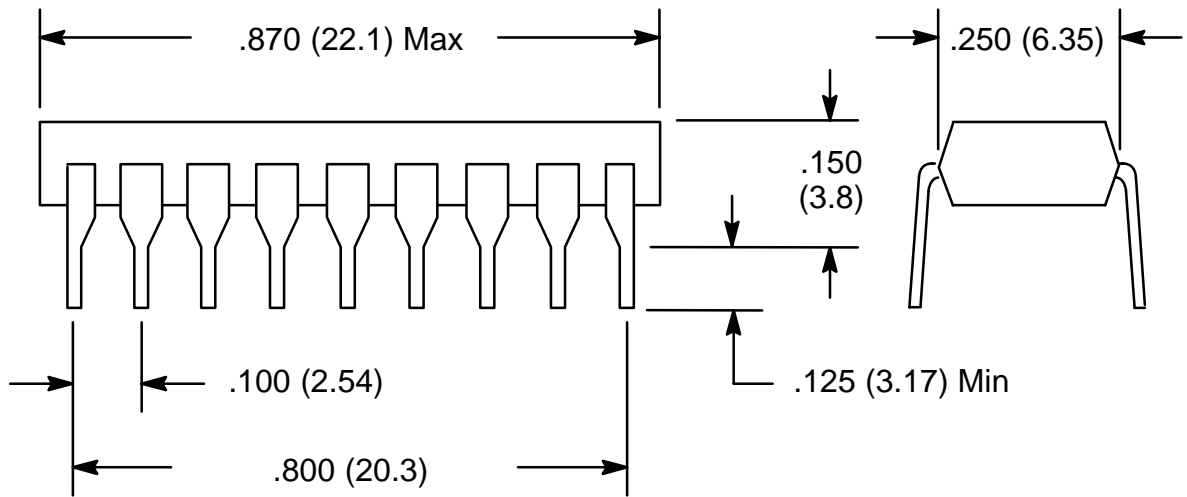 .870 (22.1) Max
.250 (6.35)
.150
(3.8)
.100 (2.54)
.125 (3.17) Min
.800 (20.3)